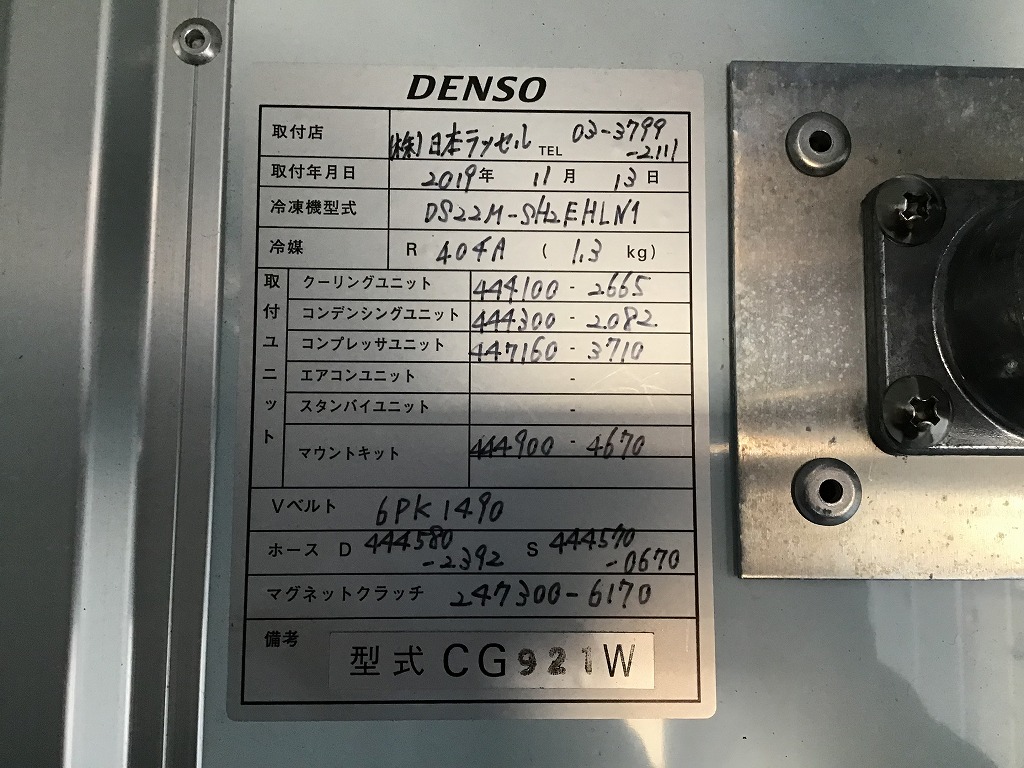 DENSO
取付店 (株)日本ラッセル TEL 03-3799
-2111
取付年月日 2019年 11月 13日
冷凍機型式 DS22M-SH2EHLN1
冷媒 R 404A ( 1.3 kg)
取付ユニット
クーリングユニット 444100 - 2665
コンデンシングユニット 444300 - 2082
コンプレッサユニット 447160 - 3710
エアコンユニット -
スタンバイユニット -
マウントキット 444900 - 4670
Vベルト 6PK1490
ホース D 444580 S 444570
-2392 -0670
マグネットクラッチ 247300-6170
備考
型式 CG921W